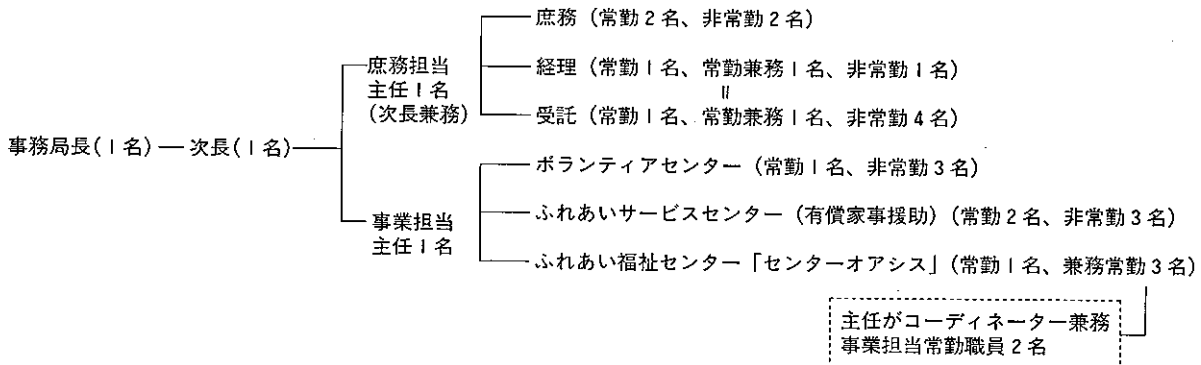 庶務（常勤2名、非常勤2名）
庶務担当
主任1名
（次長兼務）
経理（常勤1名、常勤兼務1名、非常勤1名）
〃
受託（常勤1名、常勤兼務1名、非常勤4名）
事務局長（1名）—次長（1名）
ボランティアセンター（常勤1名、非常勤3名）
事業担当
主任1名
ふれあいサービスセンター（有償家事援助）（常勤2名、非常勤3名）
ふれあい福祉センター「センターオアシス」（常勤1名、兼務常勤3名）
主任がコーディネーター兼務
事業担当常勤職員2名